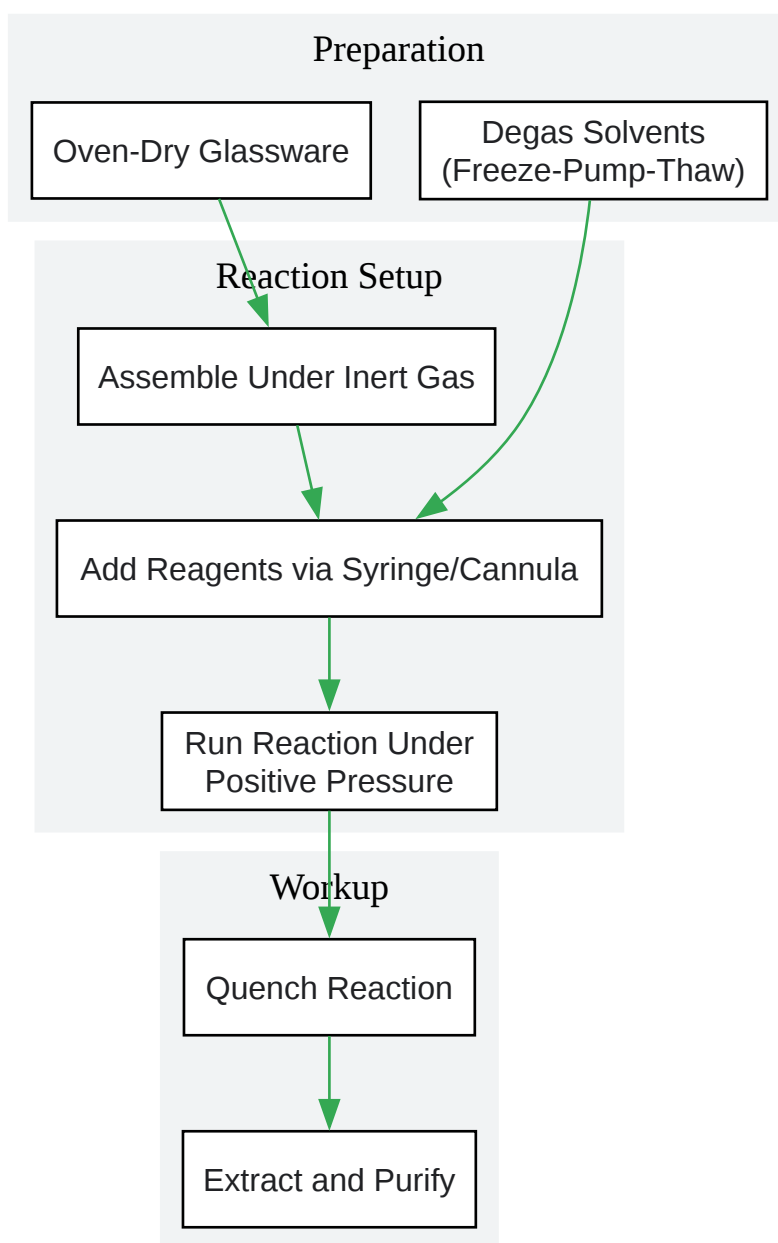 Preparation
Oven-Dry Glassware
Degas Solvents
(Freeze-Pump-Thaw)
Reaction Setup
Assemble Under Inert Gas
Add Reagents via Syringe/Cannula
Run Reaction Under
Positive Pressure
Workup
Quench Reaction
Extract and Purify